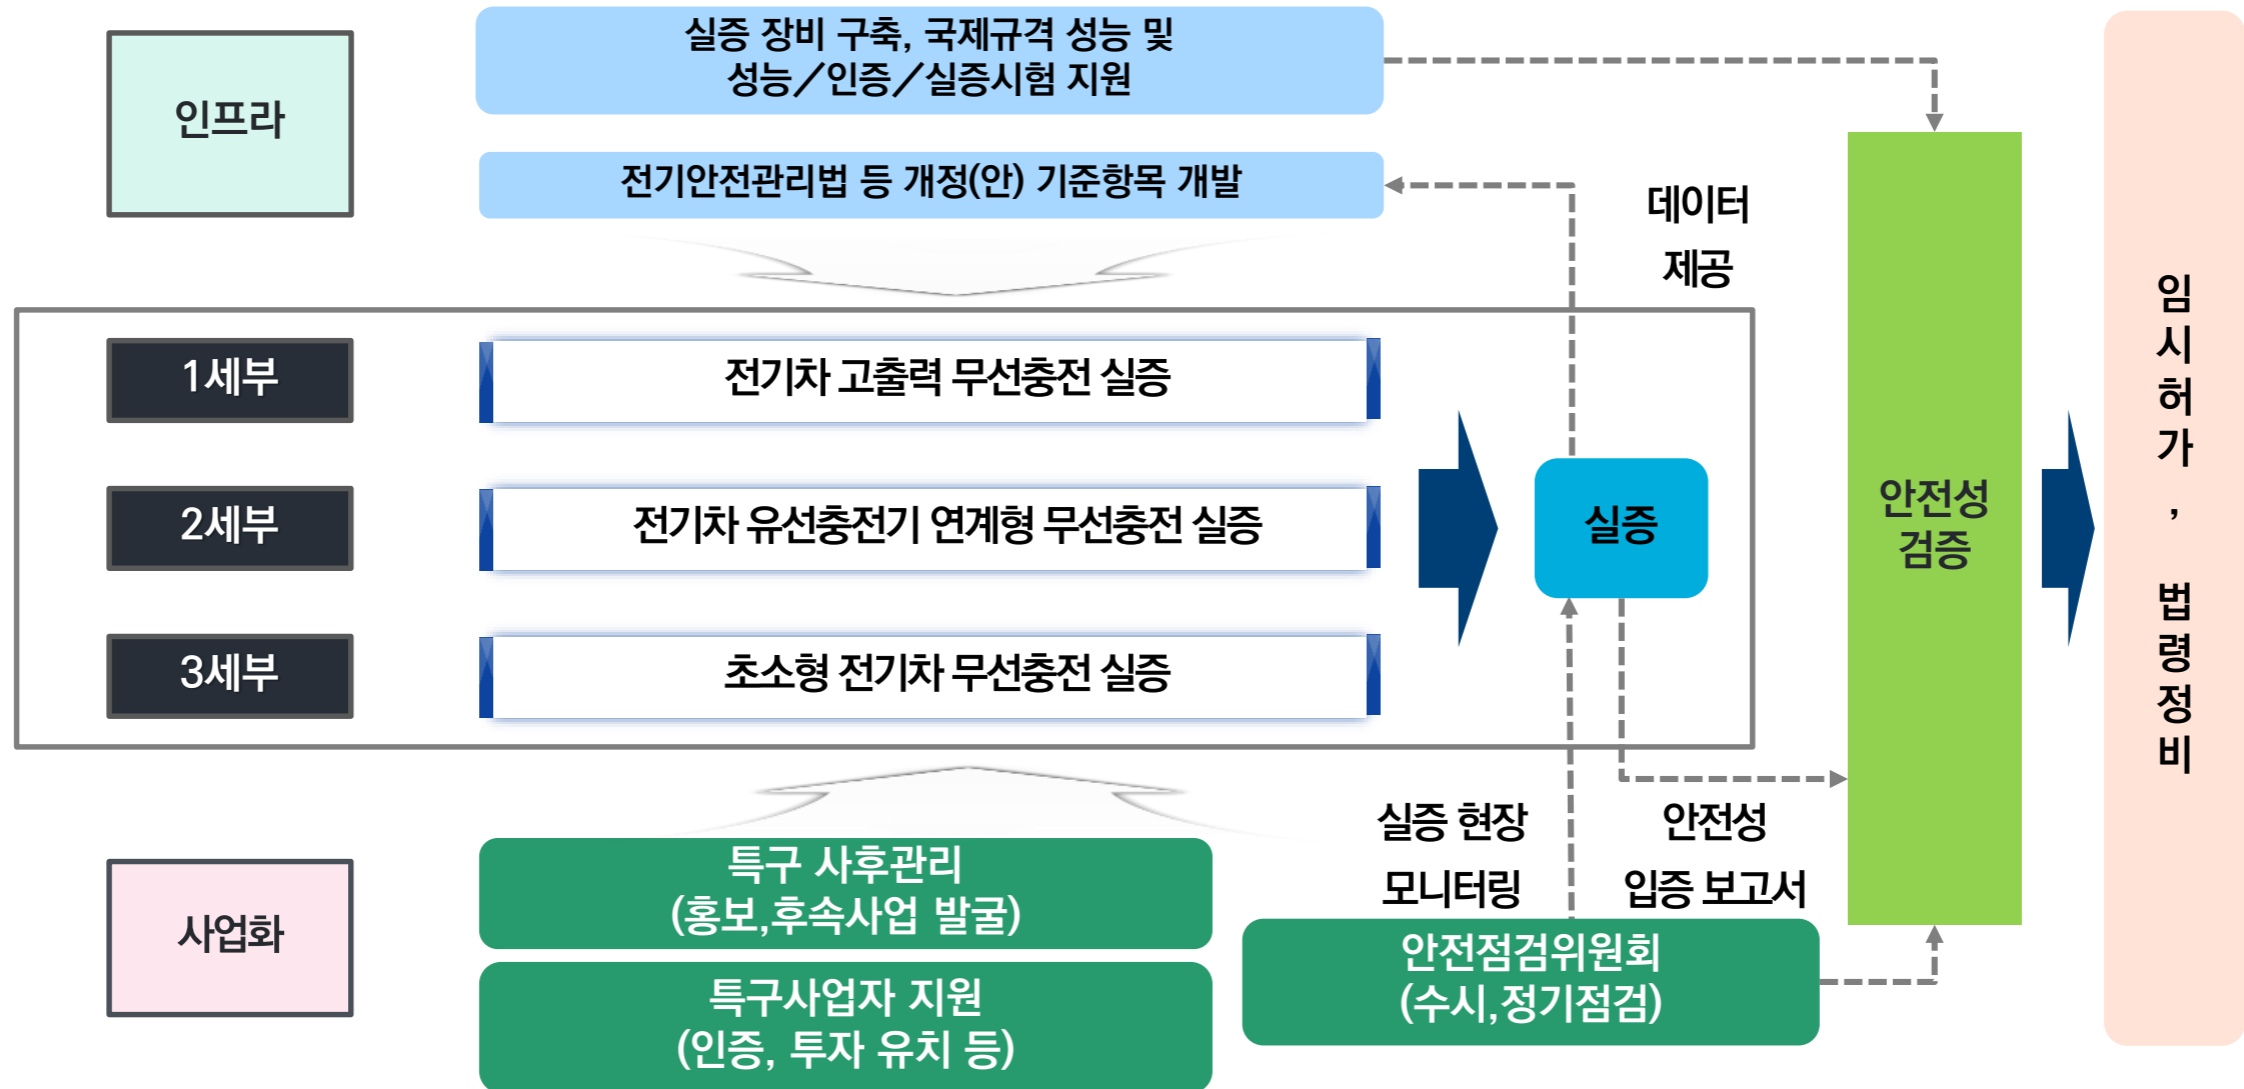 인프라
실증 장비 구축, 국제규격 성능 및
성능/인증/실증시험 지원
전기안전관리법 등 개정(안) 기준항목 개발
데이터
제공
1세부
전기차 고출력 무선충전 실증
2세부
전기차 유선충전기 연계형 무선충전 실증
3세부
초소형 전기차 무선충전 실증
실증
안전성
검증
임시허가, 법령정비
실증 현장
모니터링
안전성
입증 보고서
사업화
특구 사후관리
(홍보,후속사업 발굴)
특구사업자 지원
(인증, 투자 유치 등)
안전점검위원회
(수시,정기점검)